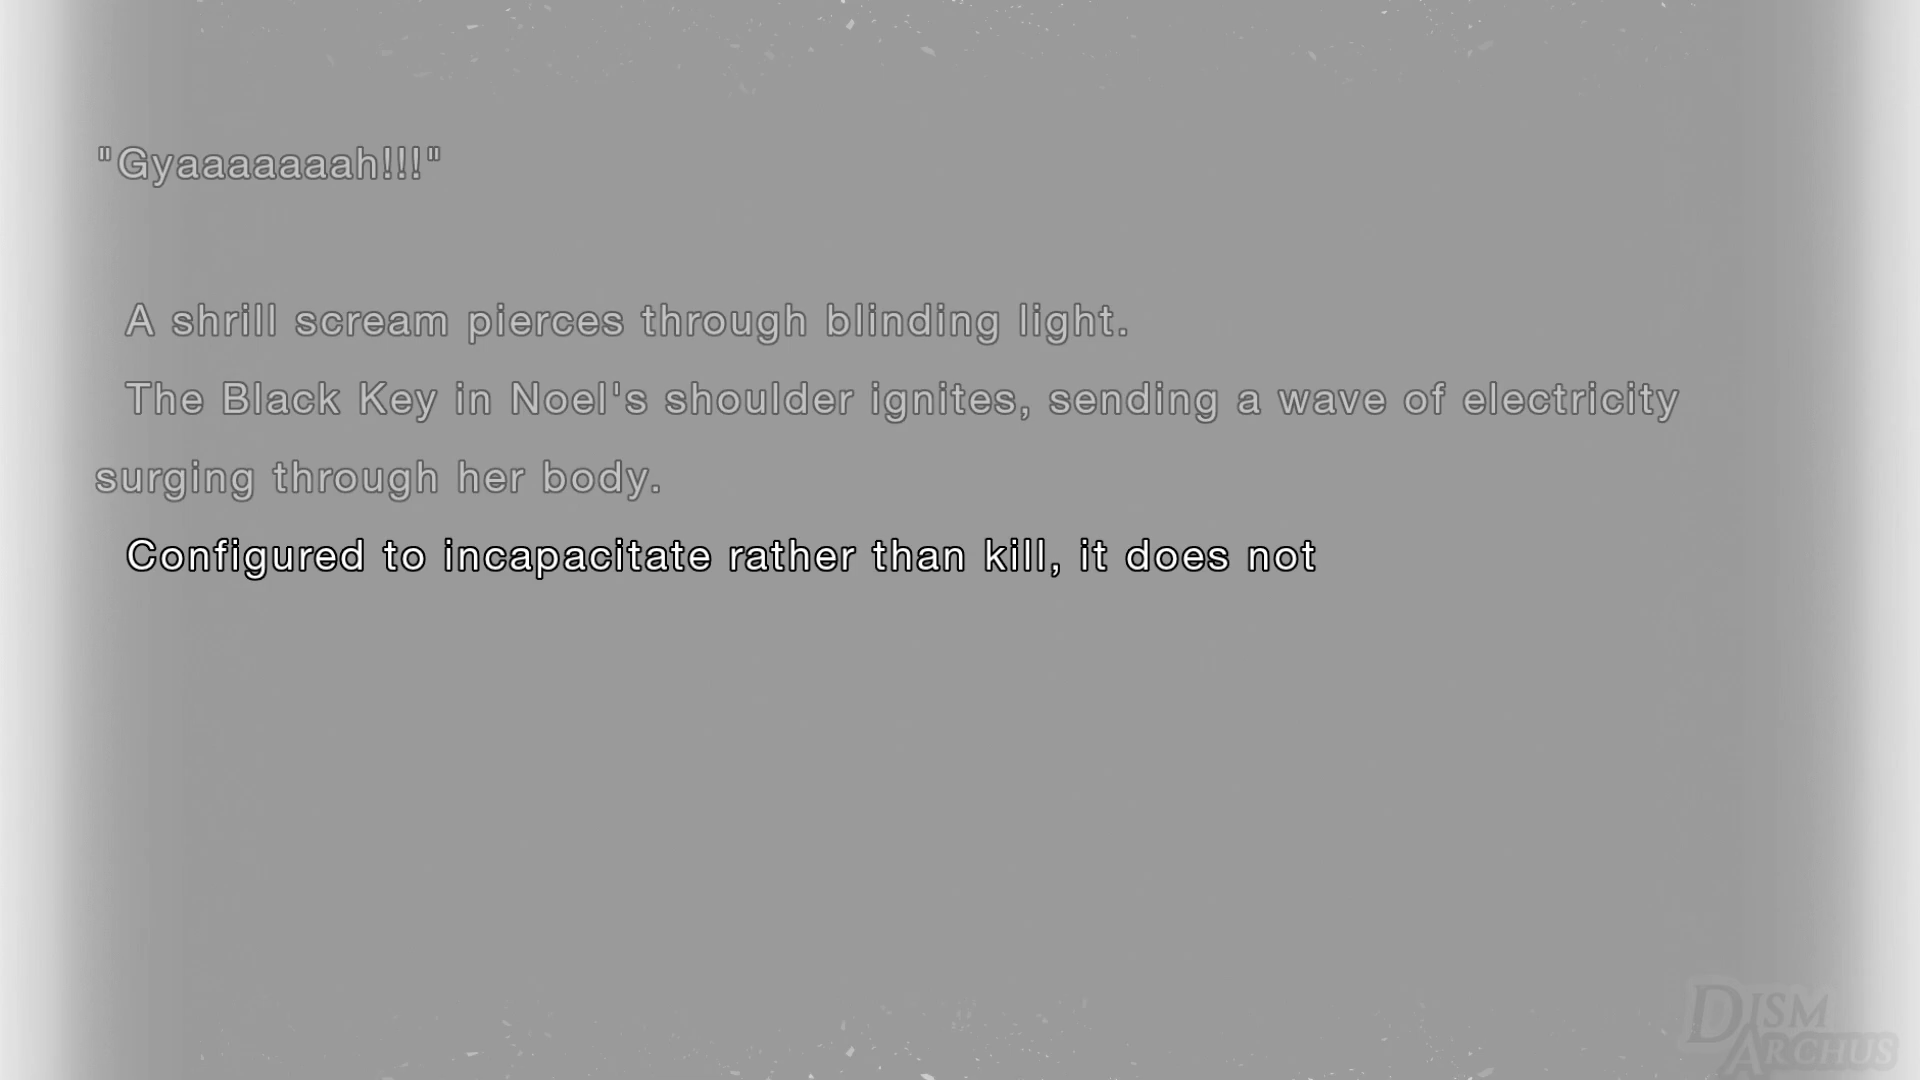 "Gyaaaaaaah!!!"
A shrill scream pierces through blinding light.
The Black Key in Noel's shoulder ignites, sending a wave of electricity
surging through her body.
Configured to incapacitate rather than kill, it does not
DISM
ARCHUS